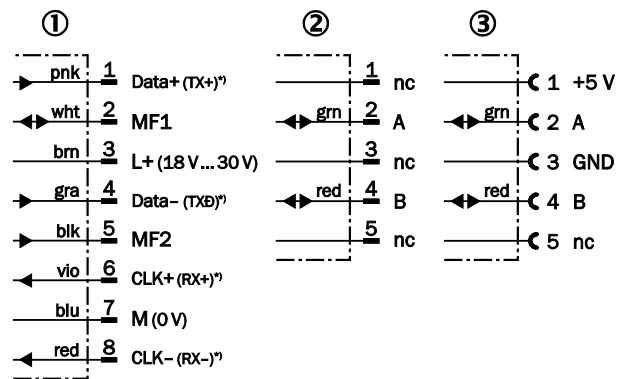 ① ② ③
pnk 1 Data+ (TX+)*)
wht 2 MF1
brn 3 L+ (18 V ... 30 V)
gra 4 Data– (TXÐ)*)
blk 5 MF2
vio 6 CLK+ (RX+)*)
blu 7 M (0 V)
red 8 CLK– (RX–)*)
1 nc
grn 2 A
3 nc
red 4 B
5 nc
1 +5 V
grn 2 A
3 GND
red 4 B
5 nc